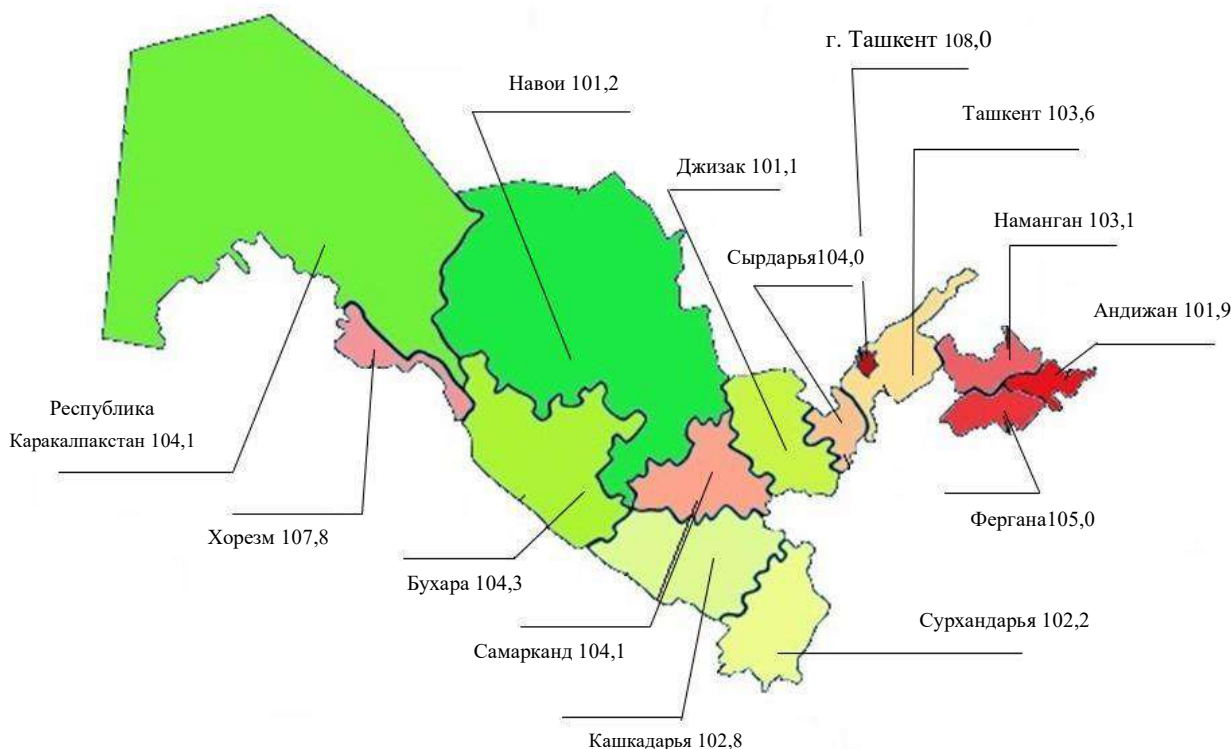 г. Ташкент 108,0
Навои 101,2
Ташкент 103,6
Джизак 101,1
Наманган 103,1
Сырдарья104,0
Андижан 101,9
Республика
Каракалпакстан 104,1
Фергана105,0
Хорезм 107,8
Бухара 104,3
Сурхандарья 102,2
Самарканд 104,1
Кашкадарья 102,8